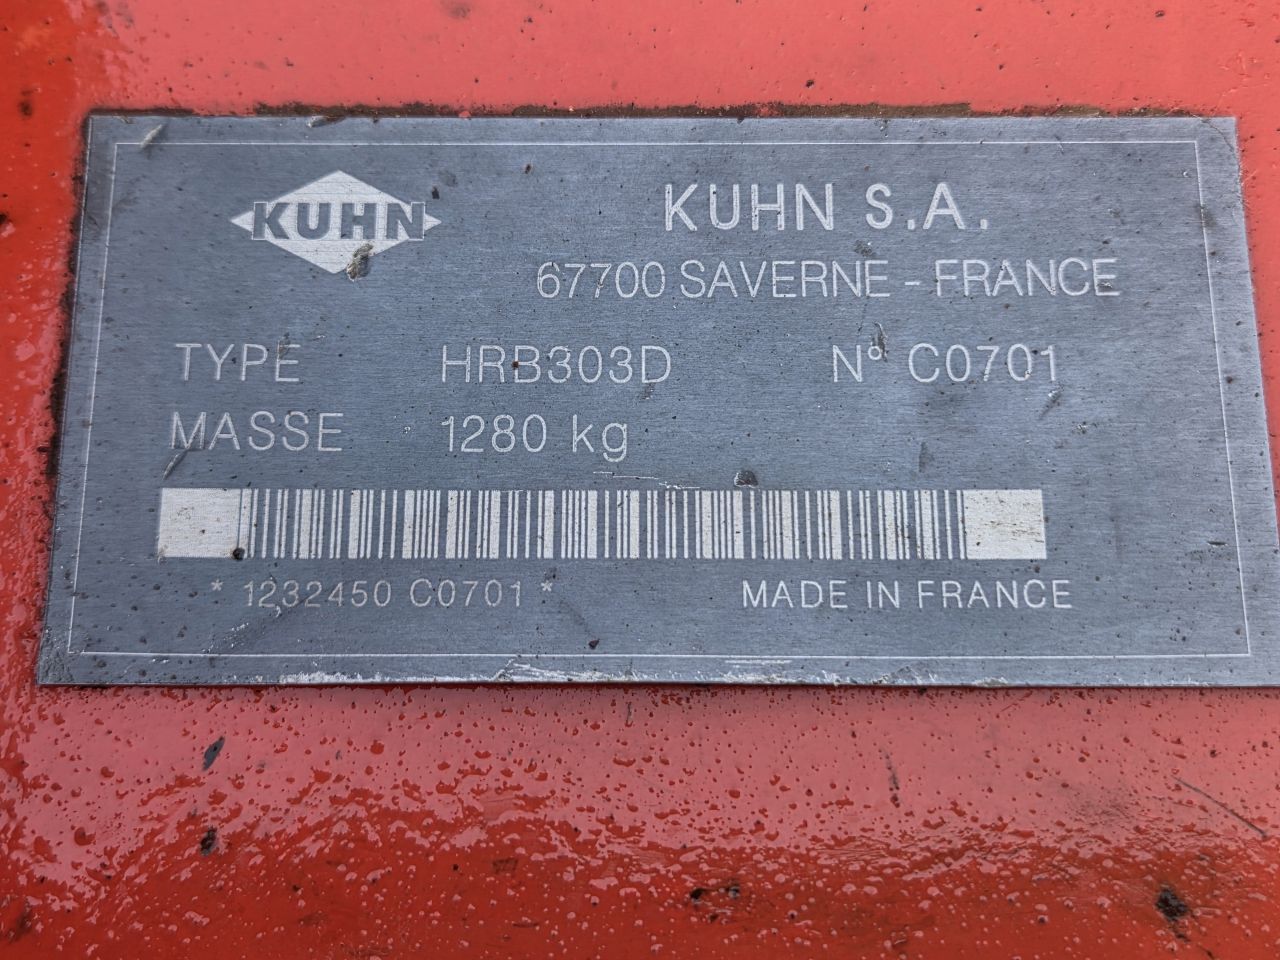 KUHN
KUHN S.A.
67700 SAVERNE - FRANCE
TYPE HRB303D N° C0701
MASSE 1280 kg
* 1232450 C0701 *
MADE IN FRANCE